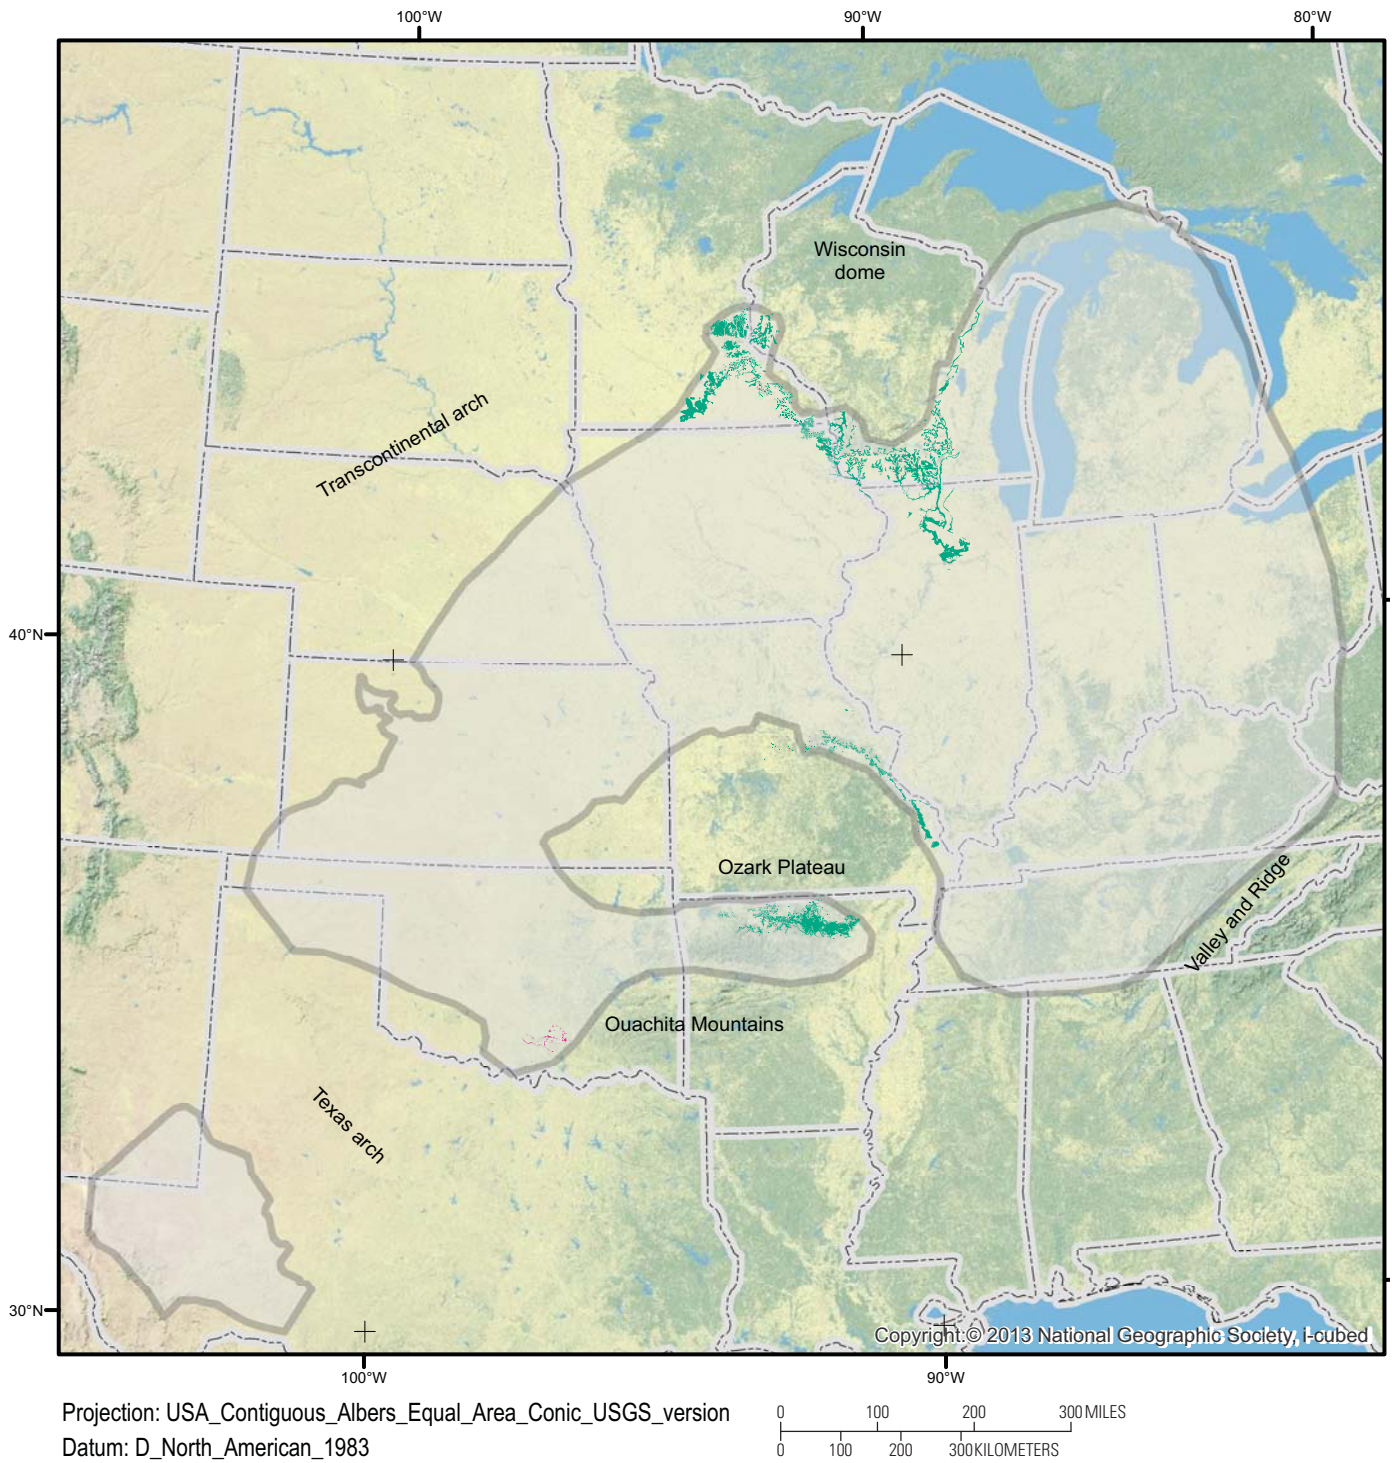 100°W
90°W
80°W
Wisconsin
dome
Transcontinental arch
40°N
Ozark Plateau
Valley and Ridge
Ouachita Mountains
Texas arch
30°N
Copyright:© 2013 National Geographic Society, i-cubed
100°W
90°W
Projection: USA_Contiguous_Albers_Equal_Area_Conic_USGS_version
Datum: D_North_American_1983
0 100 200 300 MILES
0 100 200 300 KILOMETERS